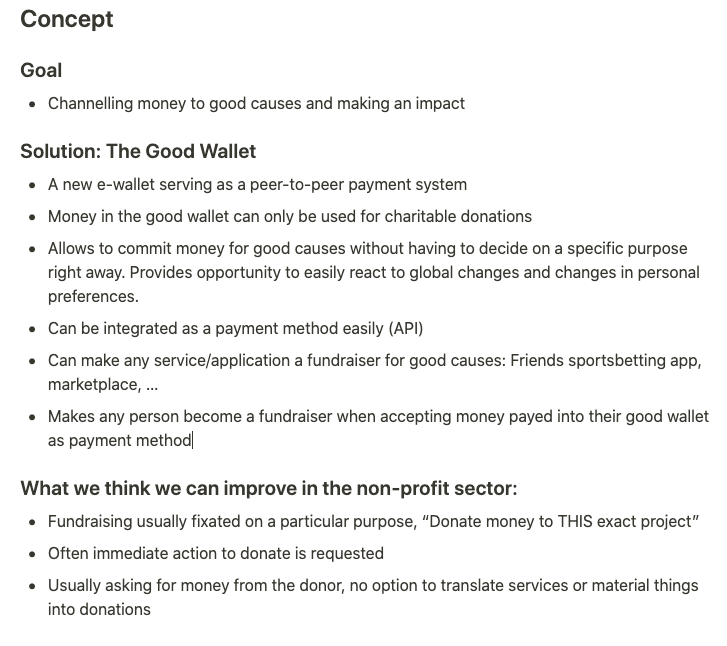 Concept
Goal
• Channelling money to good causes and making an impact
Solution: The Good Wallet
• A new e-wallet serving as a peer-to-peer payment system
• Money in the good wallet can only be used for charitable donations
• Allows to commit money for good causes without having to decide on a specific purpose
right away. Provides opportunity to easily react to global changes and changes in personal
preferences.
• Can be integrated as a payment method easily (API)
• Can make any service/application a fundraiser for good causes: Friends sportsbetting app,
marketplace, ...
• Makes any person become a fundraiser when accepting money payed into their good wallet
as payment method
What we think we can improve in the non-profit sector:
• Fundraising usually fixated on a particular purpose, “Donate money to THIS exact project”
• Often immediate action to donate is requested
• Usually asking for money from the donor, no option to translate services or material things
into donations